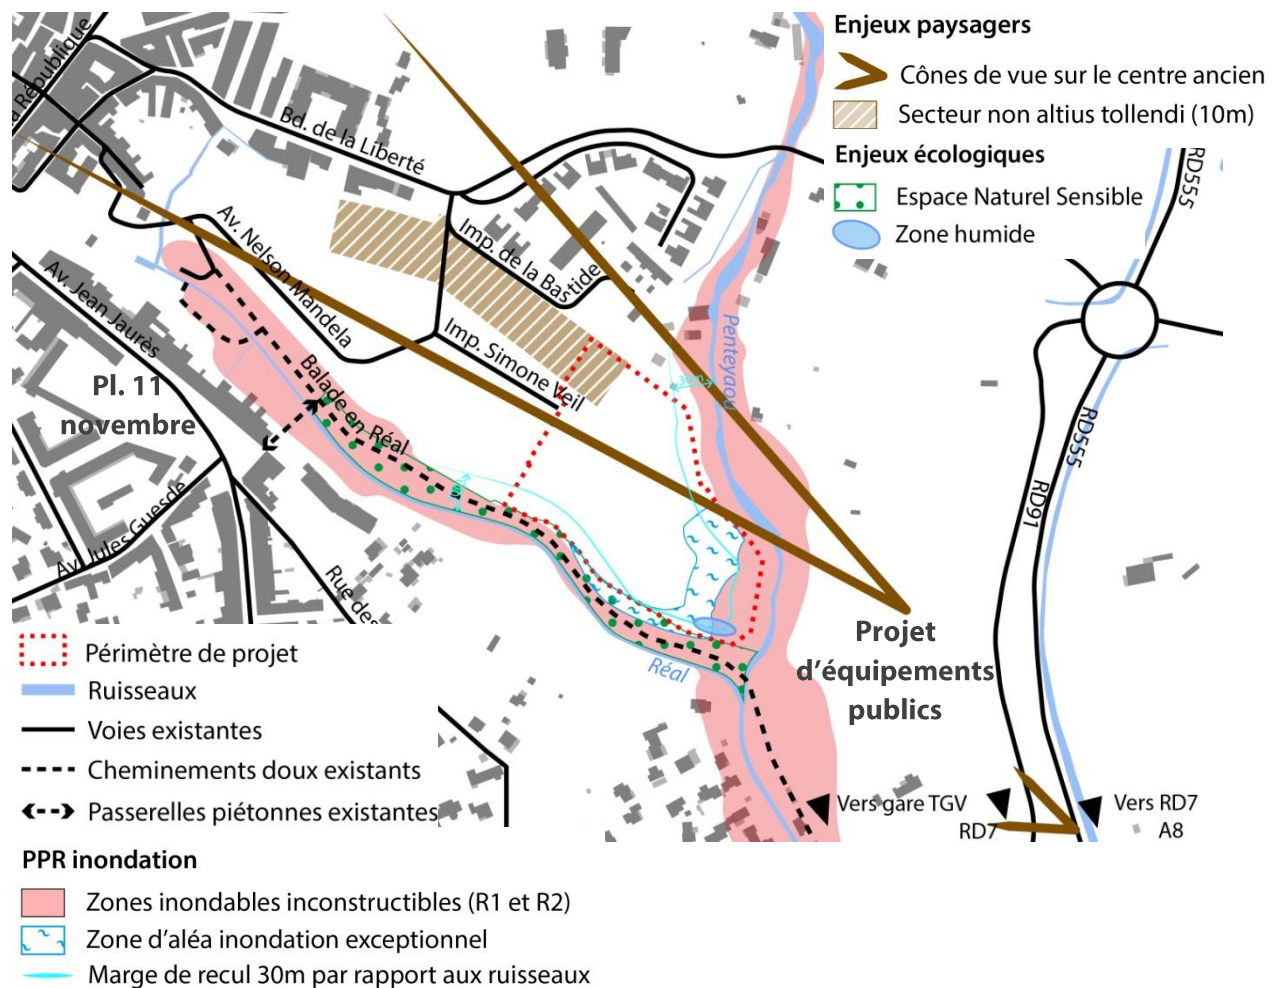 Enjeux paysagers
Cônes de vue sur le centre ancien
Secteur non altius tollendi (10m)
Enjeux écologiques
Espace Naturel Sensible
Zone humide
a République
Bd. de la Liberté
Av. Nelson Mandela
Imp. de la Bastide
Imp. Simone Veil
Av. Jean Jaurès
Pl. 11
novembre
Balade en Réal
Av. Jules Guesde
Rue des
Penteyaou
30m
Réal
RD555
RD555
RD91
Projet
d’équipements
publics
Vers gare TGV
RD7
Vers RD7
A8
Périmètre de projet
Ruisseaux
Voies existantes
Cheminements doux existants
Passerelles piétonnes existantes
PPR inondation
Zones inondables inconstructibles (R1 et R2)
Zone d’aléa inondation exceptionnel
Marge de recul 30m par rapport aux ruisseaux